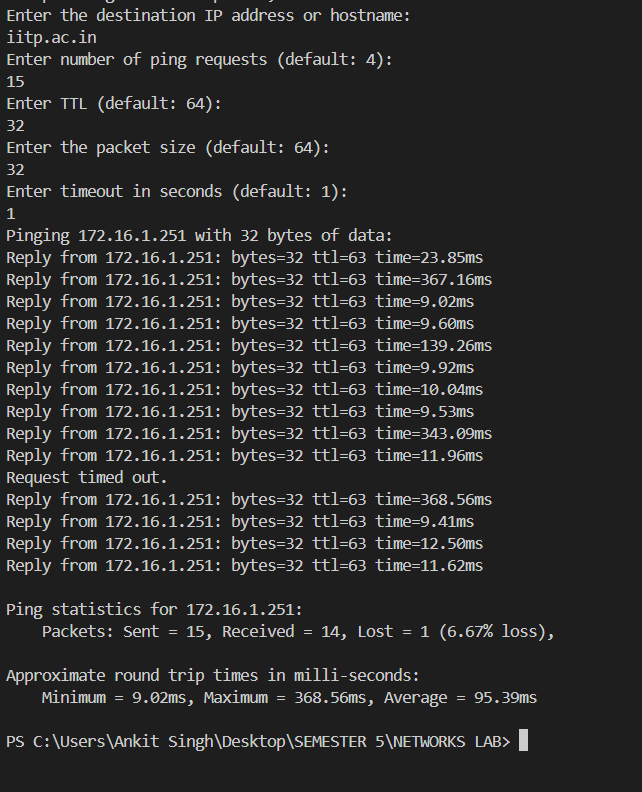 Enter the destination IP address or hostname:
iitp.ac.in
Enter number of ping requests (default: 4):
15
Enter TTL (default: 64):
32
Enter the packet size (default: 64):
32
Enter timeout in seconds (default: 1):
1
Pinging 172.16.1.251 with 32 bytes of data:
Reply from 172.16.1.251: bytes=32 ttl=63 time=23.85ms
Reply from 172.16.1.251: bytes=32 ttl=63 time=367.16ms
Reply from 172.16.1.251: bytes=32 ttl=63 time=9.02ms
Reply from 172.16.1.251: bytes=32 ttl=63 time=9.60ms
Reply from 172.16.1.251: bytes=32 ttl=63 time=139.26ms
Reply from 172.16.1.251: bytes=32 ttl=63 time=9.92ms
Reply from 172.16.1.251: bytes=32 ttl=63 time=10.04ms
Reply from 172.16.1.251: bytes=32 ttl=63 time=9.53ms
Reply from 172.16.1.251: bytes=32 ttl=63 time=343.09ms
Reply from 172.16.1.251: bytes=32 ttl=63 time=11.96ms
Request timed out.
Reply from 172.16.1.251: bytes=32 ttl=63 time=368.56ms
Reply from 172.16.1.251: bytes=32 ttl=63 time=9.41ms
Reply from 172.16.1.251: bytes=32 ttl=63 time=12.50ms
Reply from 172.16.1.251: bytes=32 ttl=63 time=11.62ms

Ping statistics for 172.16.1.251:
    Packets: Sent = 15, Received = 14, Lost = 1 (6.67% loss),

Approximate round trip times in milli-seconds:
    Minimum = 9.02ms, Maximum = 368.56ms, Average = 95.39ms

PS C:\Users\Ankit Singh\Desktop\SEMESTER 5\NETWORKS LAB>